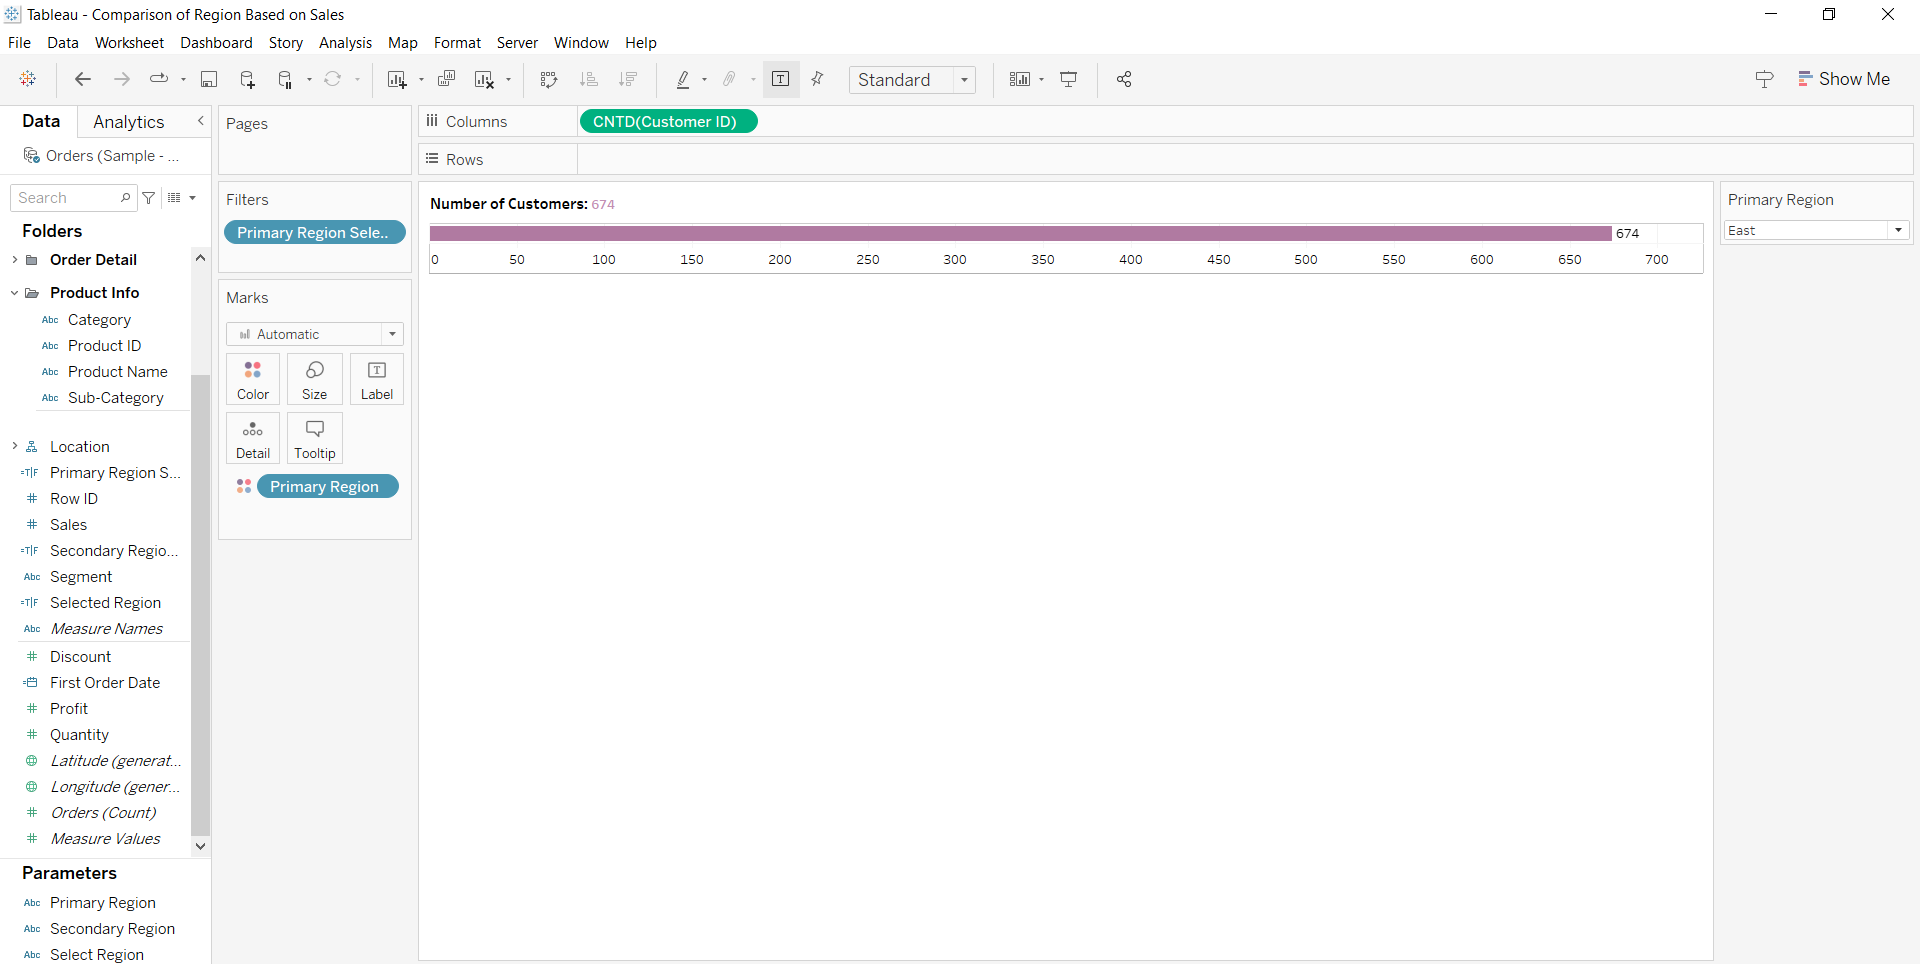 Tableau - Comparison of Region Based on Sales
File Data Worksheet Dashboard Story Analysis Map Format Server Window Help
Standard
Show Me
Data Analytics
Orders (Sample - ...
Search
Folders
Order Detail
Product Info
Abc Category
Abc Product ID
Abc Product Name
Abc Sub-Category
Location
=T|F Primary Region S...
# Row ID
# Sales
=T|F Secondary Regio...
Abc Segment
=T|F Selected Region
Abc Measure Names
# Discount
First Order Date
# Profit
# Quantity
Latitude (generat...
Longitude (gener...
# Orders (Count)
# Measure Values
Parameters
Abc Primary Region
Abc Secondary Region
Abc Select Region
Pages
Filters
Primary Region Sele..
Marks
Automatic
Color Size Label
Detail Tooltip
Primary Region
Columns CNTD(Customer ID)
Rows
Number of Customers: 674
674
0 50 100 150 200 250 300 350 400 450 500 550 600 650 700
Primary Region
East